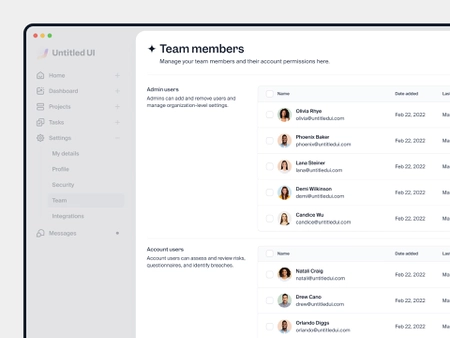 Untitled UI
Home
Dashboard
Projects
Tasks
Settings
My details
Profile
Security
Team
Integrations
Messages
Team members
Manage your team members and their account permissions here.
Admin users
Admins can add and remove users and
manage organization-level settings.
Name
Date added
Las
Olivia Rhye
olivia@untitledui.com
Feb 22, 2022
Ma
Phoenix Baker
phoenix@untitledui.com
Feb 22, 2022
Ma
Lana Steiner
lana@untitledui.com
Feb 22, 2022
Ma
Demi Wilkinson
demi@untitledui.com
Feb 22, 2022
Ma
Candice Wu
candice@untitledui.com
Feb 22, 2022
Ma
Account users
Account users can assess and review risks,
questionnaires, and identify breaches.
Name
Date added
Las
Natali Craig
natali@untitledui.com
Feb 22, 2022
Ma
Drew Cano
drew@untitledui.com
Feb 22, 2022
Ma
Orlando Diggs
orlando@untitledui.com
Feb 22, 2022
Ma